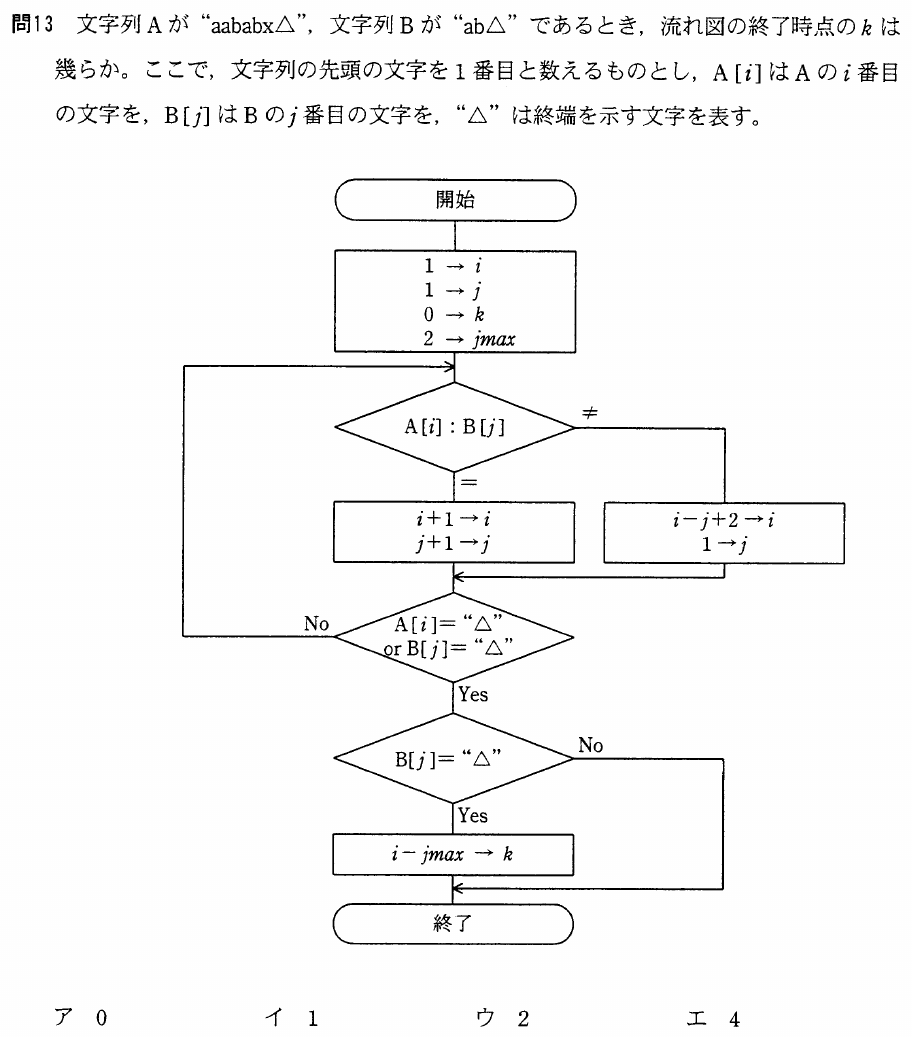 問13 文字列Aが“aababx△”，文字列Bが“ab△”であるとき，流れ図の終了時点のkは
幾らか。ここで，文字列の先頭の文字を1番目と数えるものとし，A[i]はAのi番目
の文字を，B[j]はBのj番目の文字を，“△”は終端を示す文字を表す。
開始
1 → i
1 → j
0 → k
2 → jmax
A[i]：B[j]
≠
=
i+1→i
j+1→j
i−j+2→i
1→j
No
A[i]= “△”
or B[j]= “△”
Yes
B[j]= “△”
No
Yes
i− jmax → k
終了
ア 0 イ 1 ウ 2 エ 4